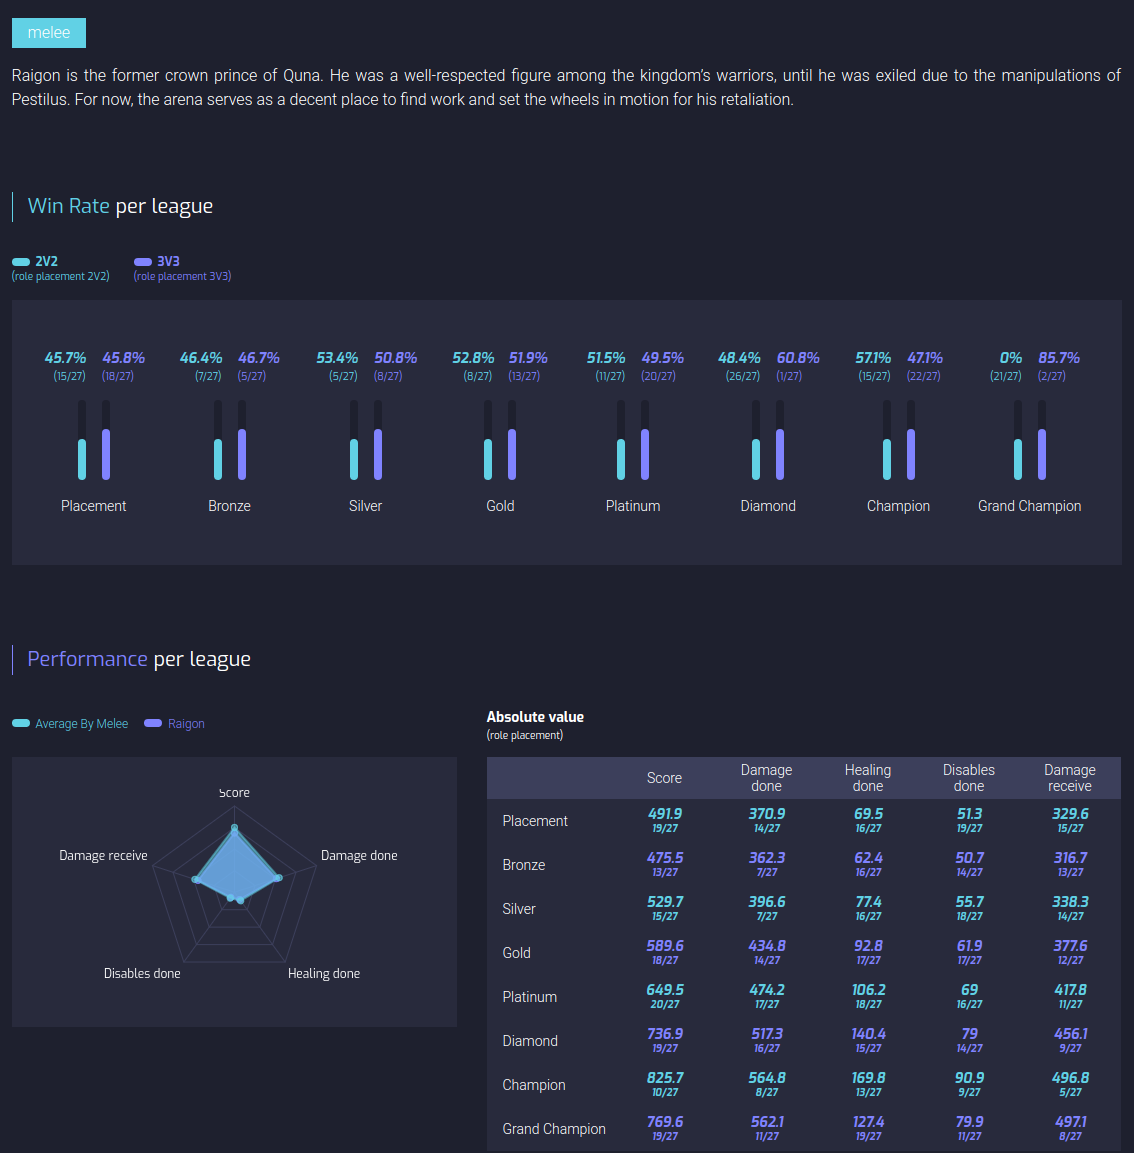 melee
Raigon is the former crown prince of Quna. He was a well-respected figure among the kingdom's warriors, until he was exiled due to the manipulations of
Pestilus. For now, the arena serves as a decent place to find work and set the wheels in motion for his retaliation.
Win Rate per league
2V2 3V3
(role placement 2V2) (role placement 3V3)
45.7% 45.8% 46.4% 46.7% 53.4% 50.8% 52.8% 51.9% 51.5% 49.5% 48.4% 60.8% 57.1% 47.1% 0% 85.7%
(15/27) (18/27) (7/27) (5/27) (5/27) (8/27) (8/27) (13/27) (11/27) (20/27) (26/27) (1/27) (15/27) (22/27) (21/27) (2/27)
Placement Bronze Silver Gold Platinum Diamond Champion Grand Champion
Performance per league
Average By Melee Raigon
Score
Damage receive Damage done
Disables done Healing done
Absolute value
(role placement)
Score Damage done Healing done Disables done Damage receive
Placement 491.9 370.9 69.5 51.3 329.6
19/27 14/27 16/27 19/27 15/27
Bronze 475.5 362.3 62.4 50.7 316.7
13/27 7/27 16/27 14/27 13/27
Silver 529.7 396.6 77.4 55.7 338.3
15/27 7/27 16/27 18/27 14/27
Gold 589.6 434.8 92.8 61.9 377.6
18/27 14/27 17/27 17/27 12/27
Platinum 649.5 474.2 106.2 69 417.8
20/27 17/27 18/27 16/27 11/27
Diamond 736.9 517.3 140.4 79 456.1
19/27 16/27 15/27 14/27 9/27
Champion 825.7 564.8 169.8 90.9 496.8
10/27 8/27 13/27 9/27 5/27
Grand Champion 769.6 562.1 127.4 79.9 497.1
19/27 11/27 19/27 11/27 8/27